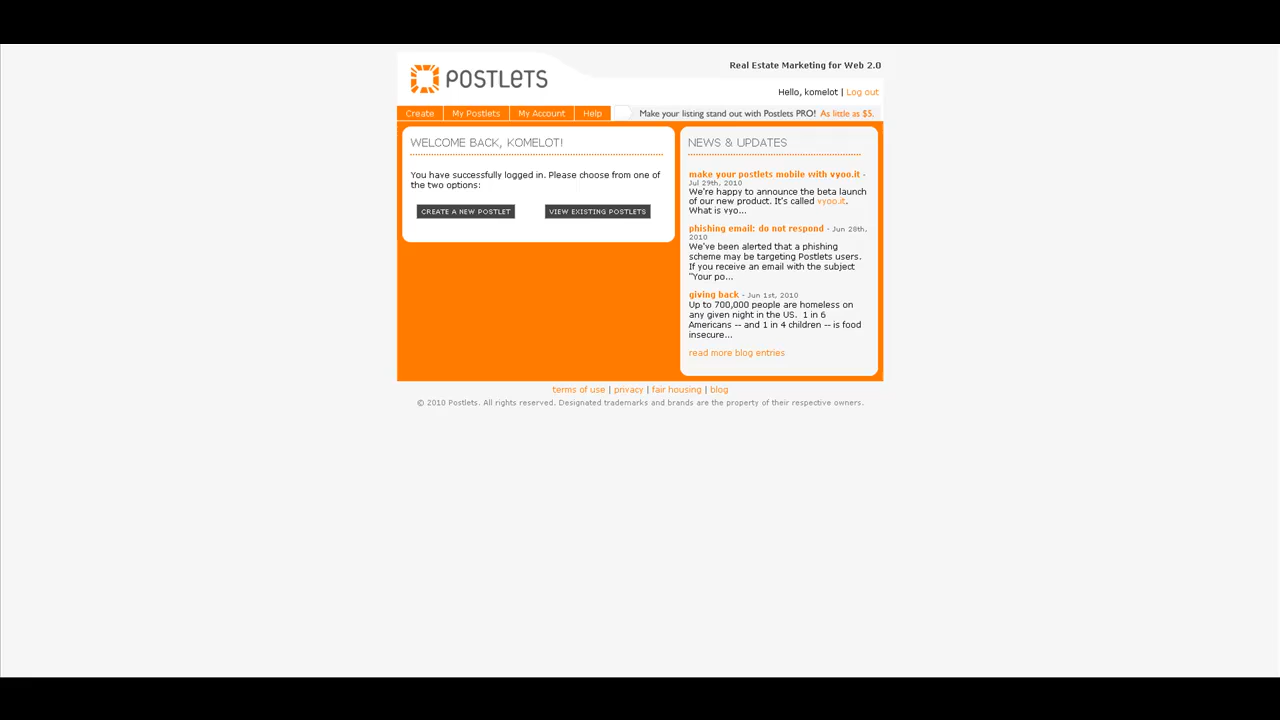 POSTLETS
Real Estate Marketing for Web 2.0
Hello, komelot | Log out
Create My Postlets My Account Help Make your listing stand out with Postlets PRO! As little as $5.
WELCOME BACK, KOMELOT!
You have successfully logged in. Please choose from one of
the two options:
CREATE A NEW POSTLET VIEW EXISTING POSTLETS
NEWS & UPDATES
make your postlets mobile with vyoo.it -
Jul 29th, 2010
We're happy to announce the beta launch
of our new product. It's called vyoo.it.
What is vyo...
phishing email: do not respond - Jun 28th,
2010
We've been alerted that a phishing
scheme may be targeting Postlets users.
If you receive an email with the subject
"Your po...
giving back - Jun 1st, 2010
Up to 700,000 people are homeless on
any given night in the US. 1 in 6
Americans -- and 1 in 4 children -- is food
insecure...
read more blog entries
terms of use | privacy | fair housing | blog
© 2010 Postlets. All rights reserved. Designated trademarks and brands are the property of their respective owners.